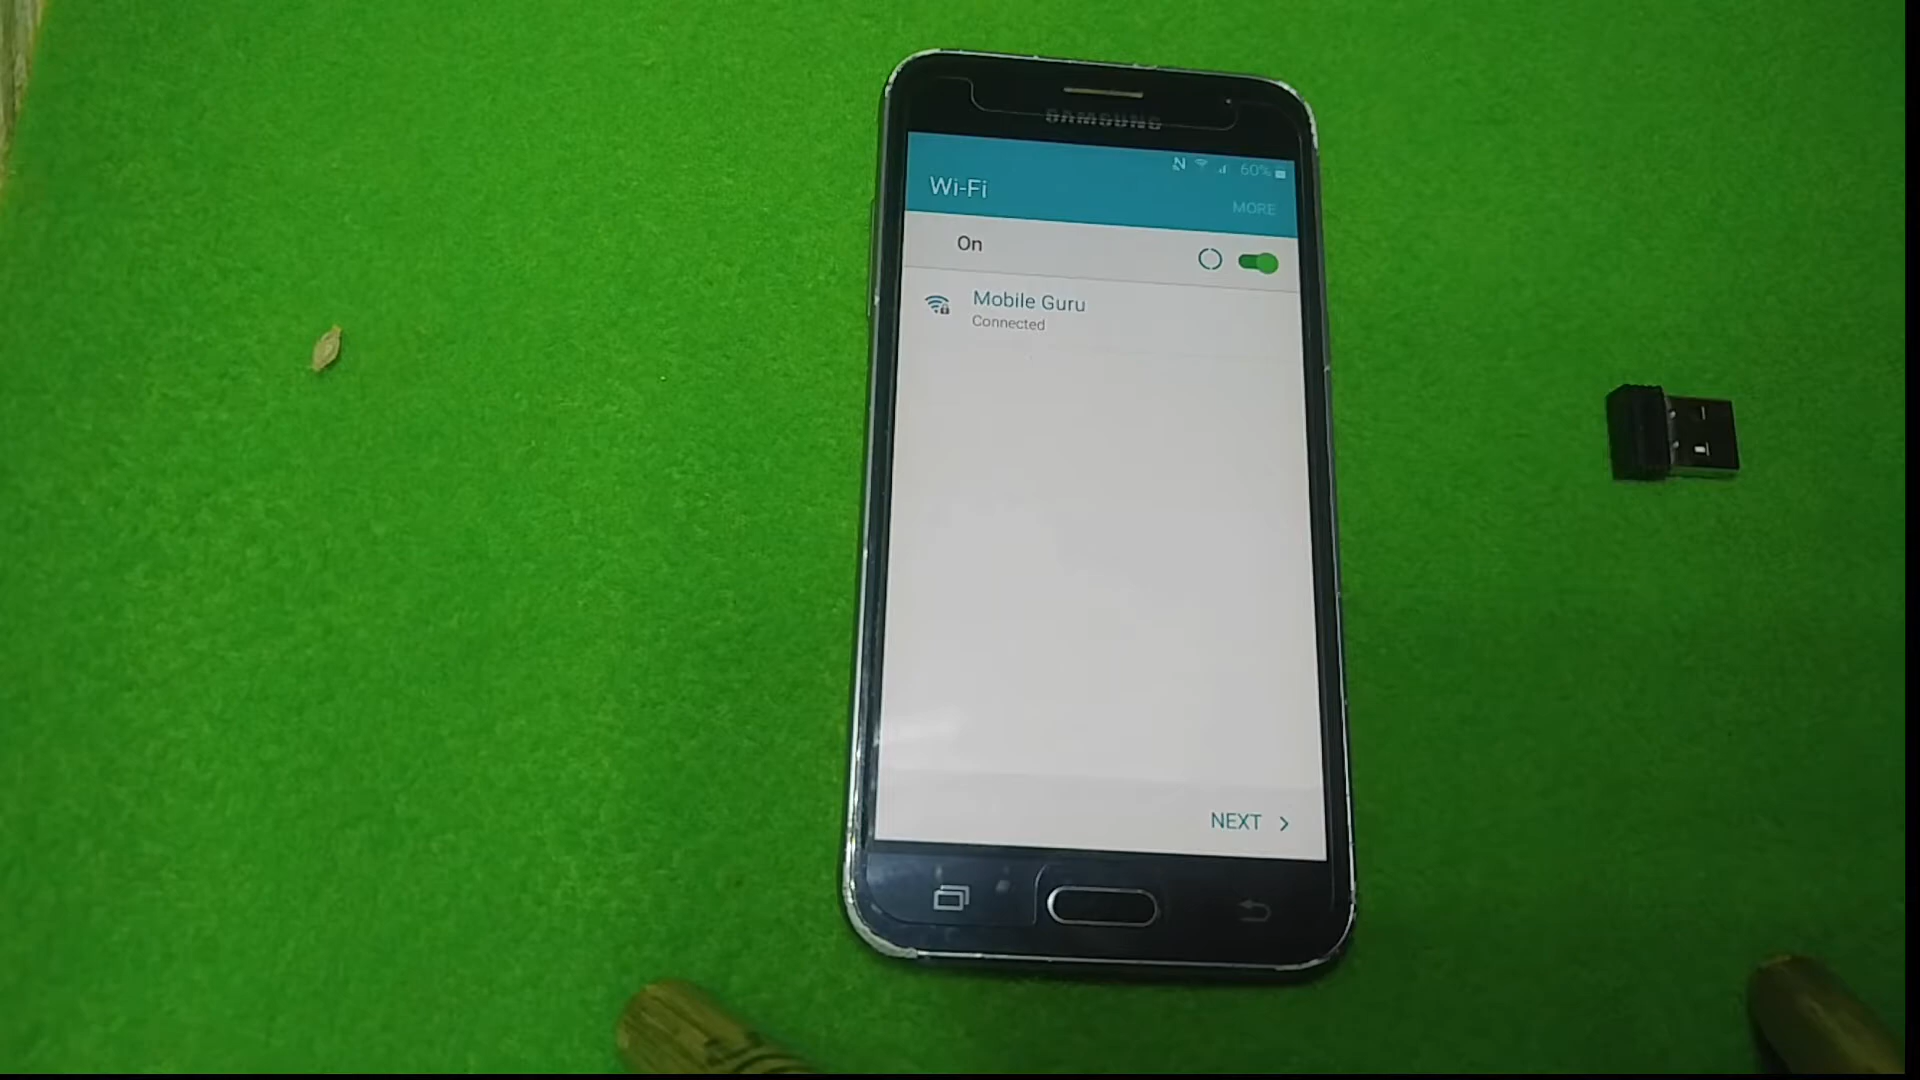 SAMSUNG
N 60%
Wi-Fi
MORE
On
Mobile Guru
Connected
NEXT